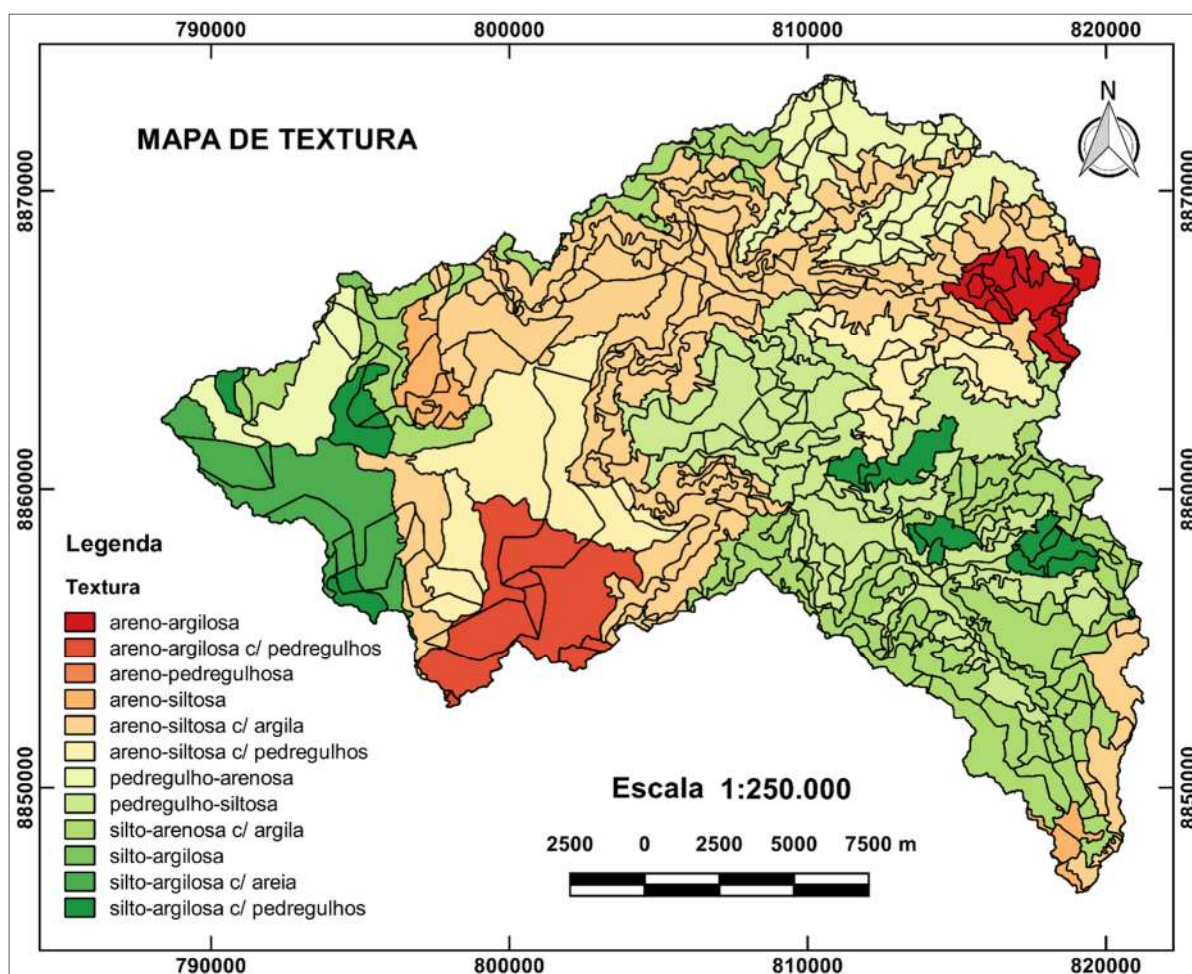 790000 800000 810000 820000
MAPA DE TEXTURA
N
8870000 8870000
8860000 8860000
Legenda
Textura
areno-argilosa
areno-argilosa c/ pedregulhos
areno-pedregulhosa
areno-siltosa
areno-siltosa c/ argila
areno-siltosa c/ pedregulhos
pedregulho-arenosa
pedregulho-siltosa
silto-arenosa c/ argila
silto-argilosa
silto-argilosa c/ areia
silto-argilosa c/ pedregulhos
8850000 8850000
Escala 1:250.000
2500 0 2500 5000 7500 m
790000 800000 810000 820000